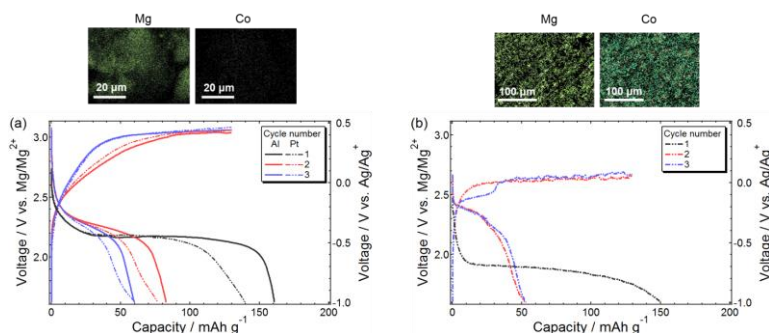 Mg
Co
20 μm
20 μm
Mg
Co
100 μm
100 μm
(a)
Voltage / V vs. Mg/Mg2+
3.0
2.5
2.0
Cycle number
Al Pt
1
2
3
0.5
0.0
-0.5
-1.0
Voltage / V vs. Ag/Ag+
0
50
100
150
200
Capacity / mAh g-1
(b)
Voltage / V vs. Mg/Mg2+
3.0
2.5
2.0
Cycle number
1
2
3
0.5
0.0
-0.5
-1.0
Voltage / V vs. Ag/Ag+
0
50
100
150
200
Capacity / mAh g-1